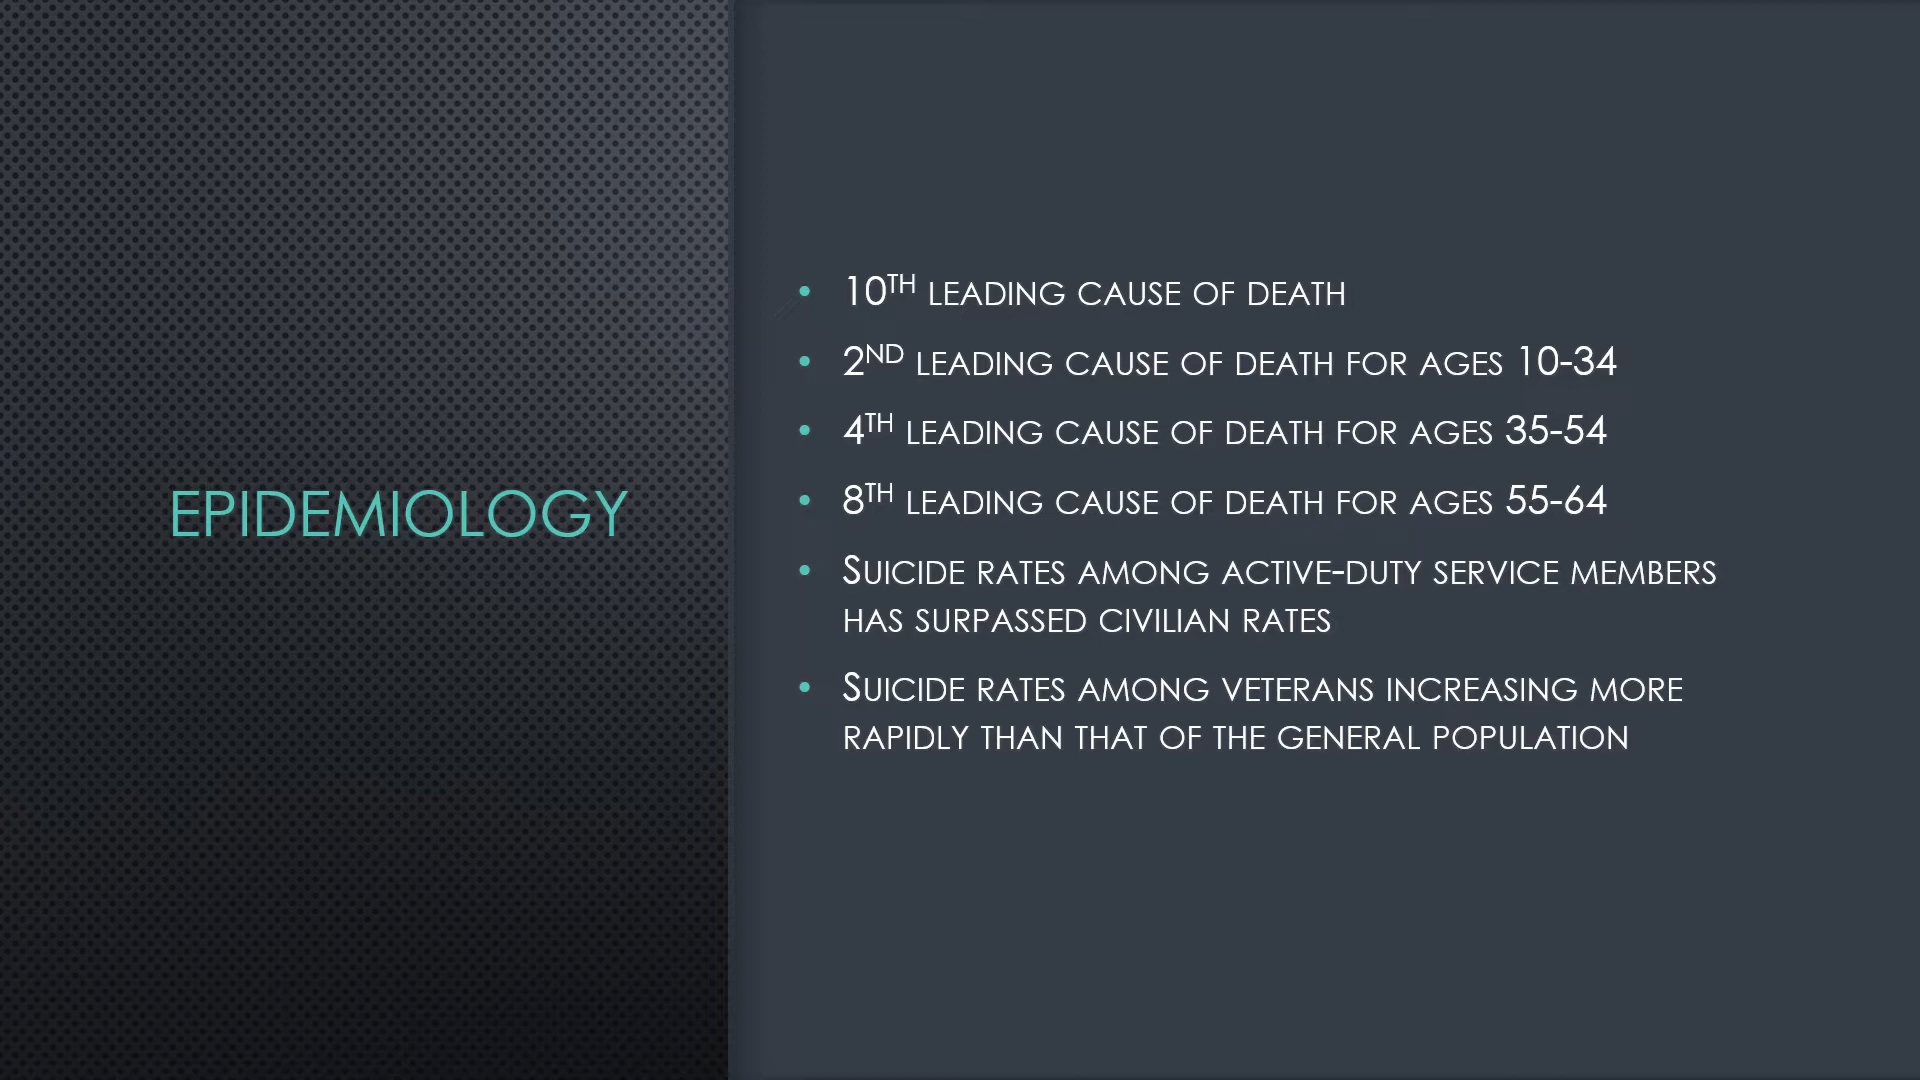 EPIDEMIOLOGY
• 10TH LEADING CAUSE OF DEATH
• 2ND LEADING CAUSE OF DEATH FOR AGES 10-34
• 4TH LEADING CAUSE OF DEATH FOR AGES 35-54
• 8TH LEADING CAUSE OF DEATH FOR AGES 55-64
• SUICIDE RATES AMONG ACTIVE-DUTY SERVICE MEMBERS
HAS SURPASSED CIVILIAN RATES
• SUICIDE RATES AMONG VETERANS INCREASING MORE
RAPIDLY THAN THAT OF THE GENERAL POPULATION